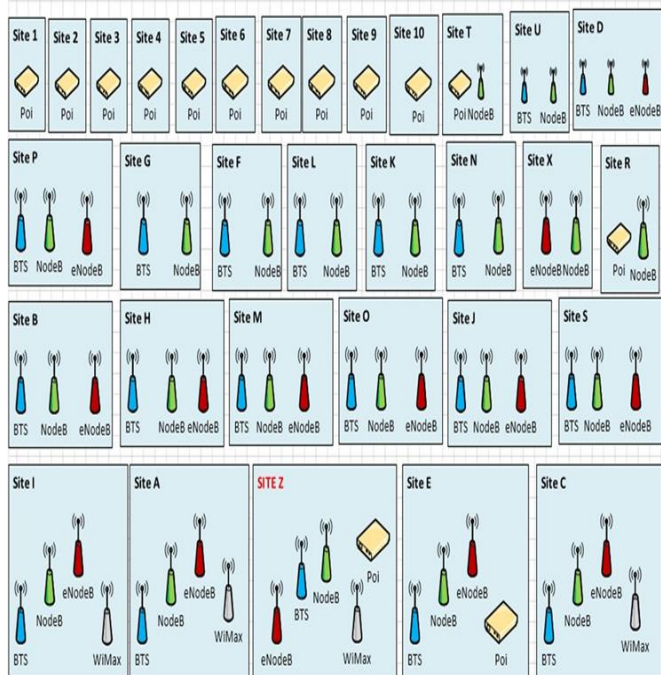 Site 1 Site 2 Site 3 Site 4 Site 5 Site 6 Site 7 Site 8 Site 9 Site 10 Site T Site U Site D
Poi Poi Poi Poi Poi Poi Poi Poi Poi Poi Poi NodeB BTS NodeB BTS NodeB eNodeB
Site P Site G Site F Site L Site K Site N Site X Site R
BTS NodeB eNodeB BTS NodeB BTS NodeB BTS NodeB BTS NodeB BTS NodeB eNodeB NodeB Poi NodeB
Site B Site H Site M Site O Site J Site S
BTS NodeB eNodeB BTS NodeB eNodeB BTS NodeB eNodeB BTS NodeB eNodeB BTS NodeB eNodeB BTS NodeB eNodeB
Site I Site A SITE Z Site E Site C
eNodeB eNodeB Poi eNodeB eNodeB
NodeB NodeB BTS NodeB NodeB NodeB
BTS WiMax BTS WiMax eNodeB WiMax BTS Poi BTS WiMax